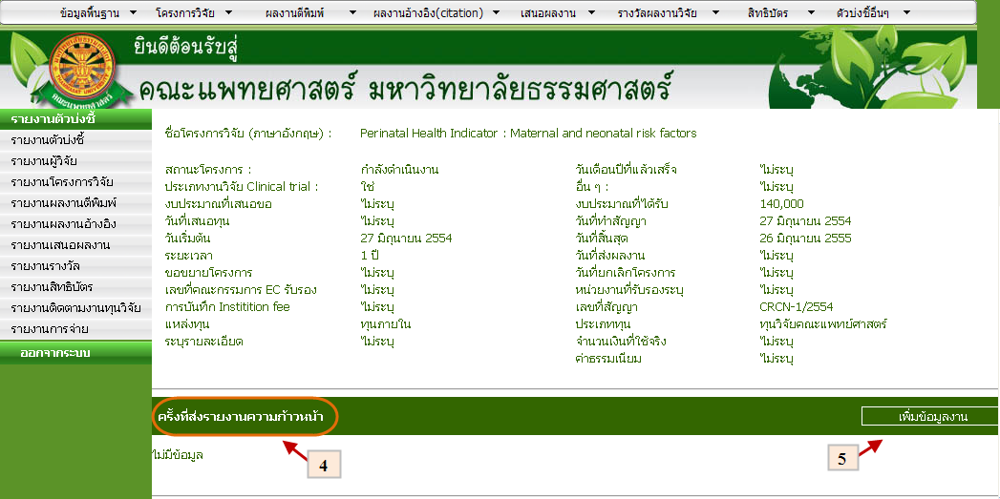 ข้อมูลพื้นฐาน โครงการวิจัย ผลงานตีพิมพ์ ผลงานอ้างอิง(citation) เสนอผลงาน รางวัลผลงานวิจัย สิทธิบัตร ตัวบ่งชี้อื่นๆ
ยินดีต้อนรับสู่
คณะแพทยศาสตร์ มหาวิทยาลัยธรรมศาสตร์
คณะแพทยศาสตร์
รายงานตัวบ่งชี้
รายงานตัวบ่งชี้
รายงานผู้วิจัย
รายงานโครงการวิจัย
รายงานผลงานตีพิมพ์
รายงานผลงานอ้างอิง
รายงานเสนอผลงาน
รายงานรางวัล
รายงานสิทธิบัตร
รายงานติดตามงานทุนวิจัย
รายงานการจ่าย
ออกจากระบบ
ชื่อโครงการวิจัย (ภาษาอังกฤษ) : Perinatal Health Indicator : Maternal and neonatal risk factors
สถานะโครงการ : กำลังดำเนินงาน วันเดือนปีที่แล้วเสร็จ ไม่ระบุ
ประเภทงานวิจัย Clinical trial : ใช่ อื่น ๆ : ไม่ระบุ
งบประมาณที่เสนอขอ ไม่ระบุ งบประมาณที่ได้รับ 140,000
วันที่เสนอทุน ไม่ระบุ วันที่ทำสัญญา 27 มิถุนายน 2554
วันเริ่มต้น 27 มิถุนายน 2554 วันที่สิ้นสุด 26 มิถุนายน 2555
ระยะเวลา 1 ปี วันที่ส่งผลงาน ไม่ระบุ
ขอขยายโครงการ ไม่ระบุ วันที่ยกเลิกโครงการ ไม่ระบุ
เลขที่คณะกรรมการ EC รับรอง ไม่ระบุ หน่วยงานที่รับรองระบุ ไม่ระบุ
การบันทึก Instition fee ไม่ระบุ เลขที่สัญญา CRCN-1/2554
แหล่งทุน ทุนภายใน ประเภททุน ทุนวิจัยคณะแพทย์ศาสตร์
ระบุรายละเอียด ไม่ระบุ จำนวนเงินที่ใช้จริง ไม่ระบุ
ค่าธรรมเนียม ไม่ระบุ
ครั้งที่ส่งรายงานความก้าวหน้า เพิ่มข้อมูลงาน
ไม่มีข้อมูล
4
5